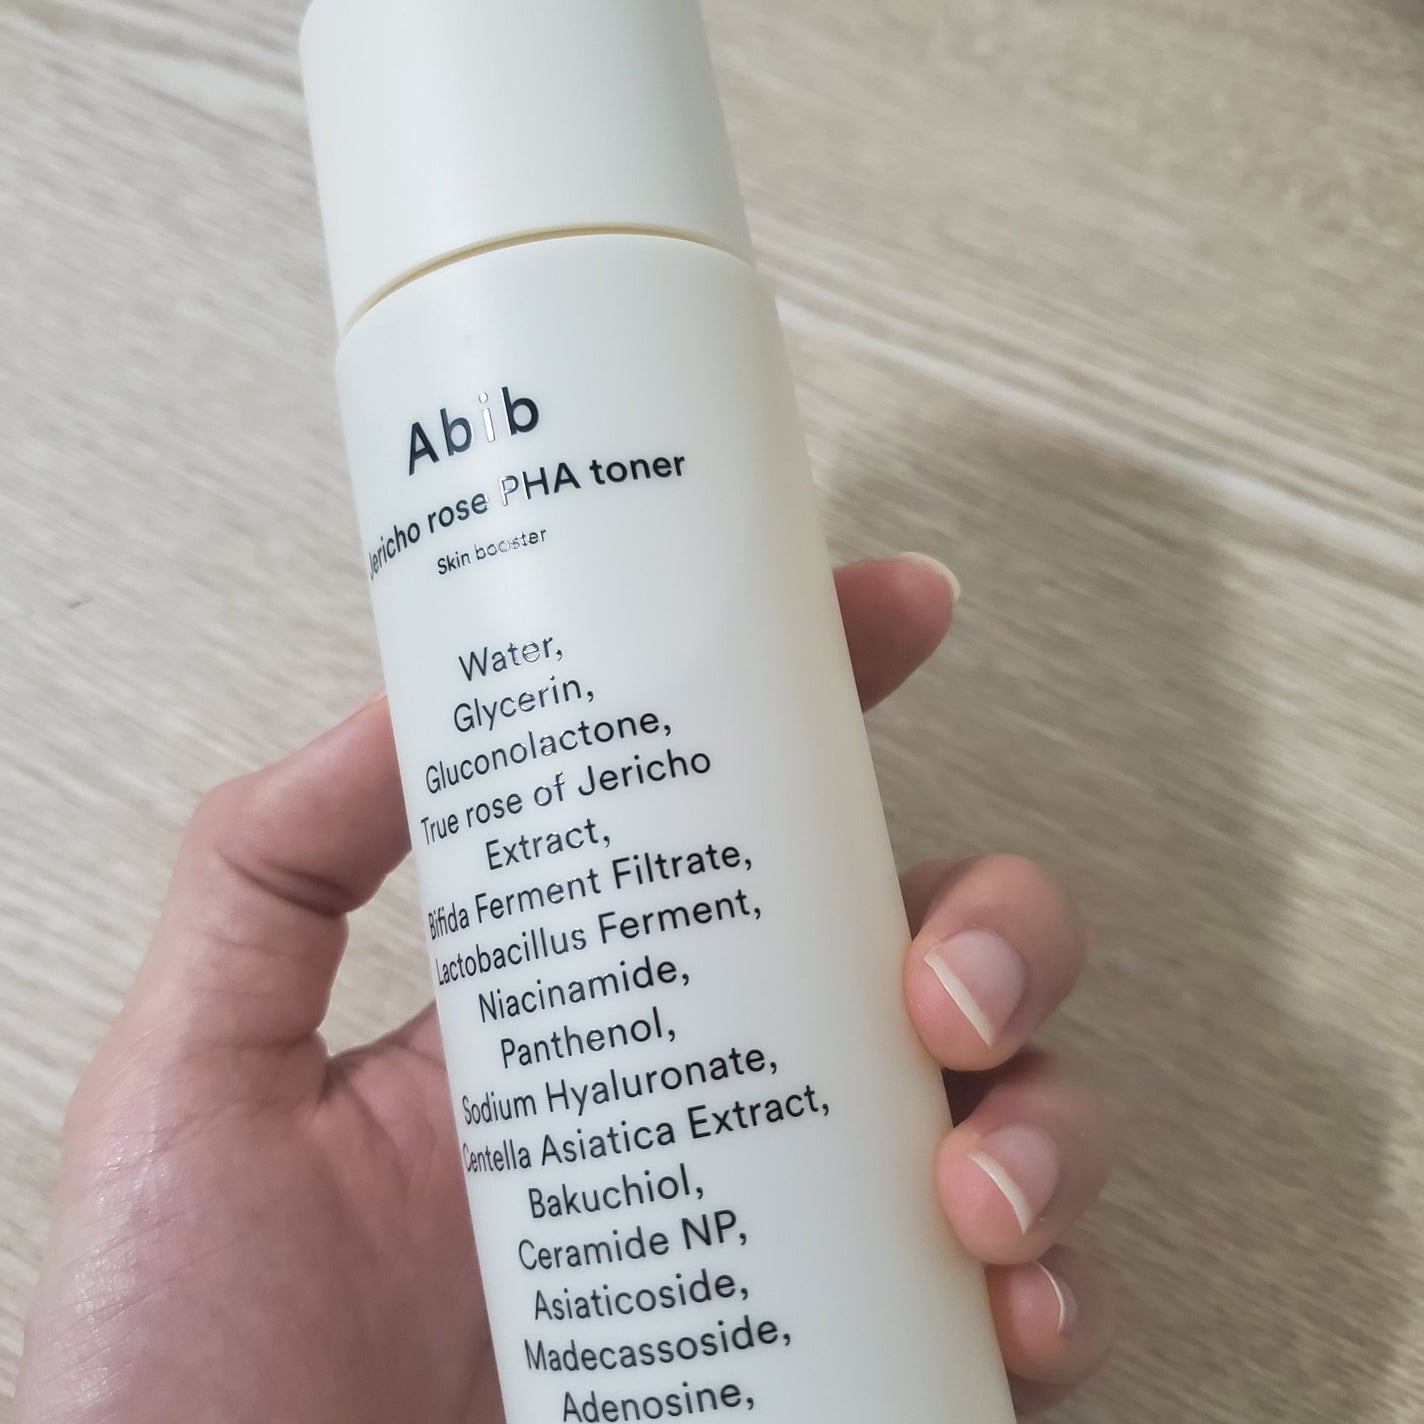 Abib
Jericho rose PHA toner
Skin booster
Water,
Glycerin,
Gluconolactone,
True rose of Jericho
Extract,
Bifida Ferment Filtrate,
Lactobacillus Ferment,
Niacinamide,
Panthenol,
Sodium Hyaluronate,
Centella Asiatica Extract,
Bakuchiol,
Ceramide NP,
Asiaticoside,
Madecassoside,
Adenosine,